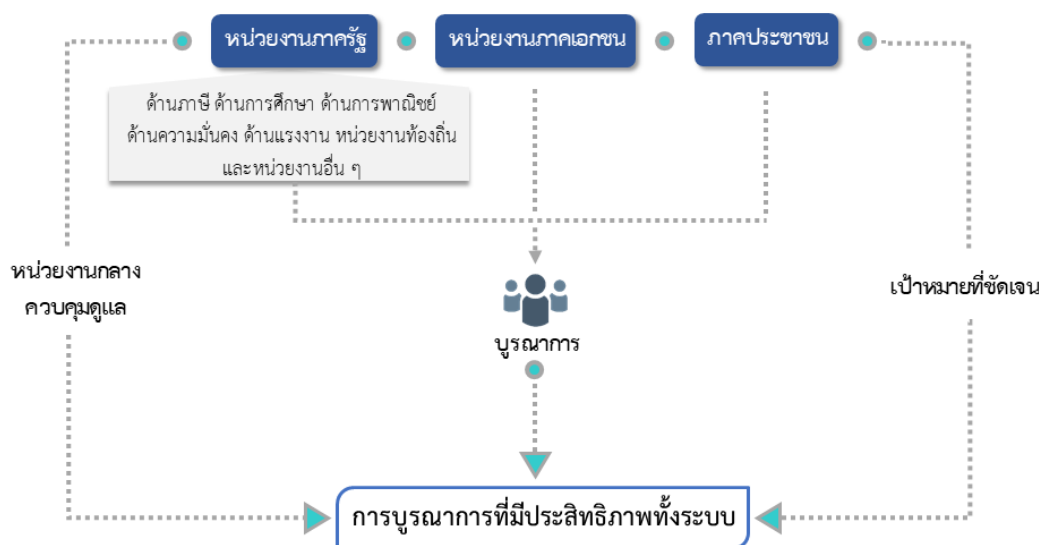 หน่วยงานภาครัฐ
หน่วยงานภาคเอกชน
ภาคประชาชน
ด้านภาษี ด้านการศึกษา ด้านการพาณิชย์
ด้านความมั่นคง ด้านแรงงาน หน่วยงานท้องถิ่น
และหน่วยงานอื่น ๆ
หน่วยงานกลาง
ควบคุมดูแล
เป้าหมายที่ชัดเจน
บูรณาการ
การบูรณาการที่มีประสิทธิภาพทั้งระบบ